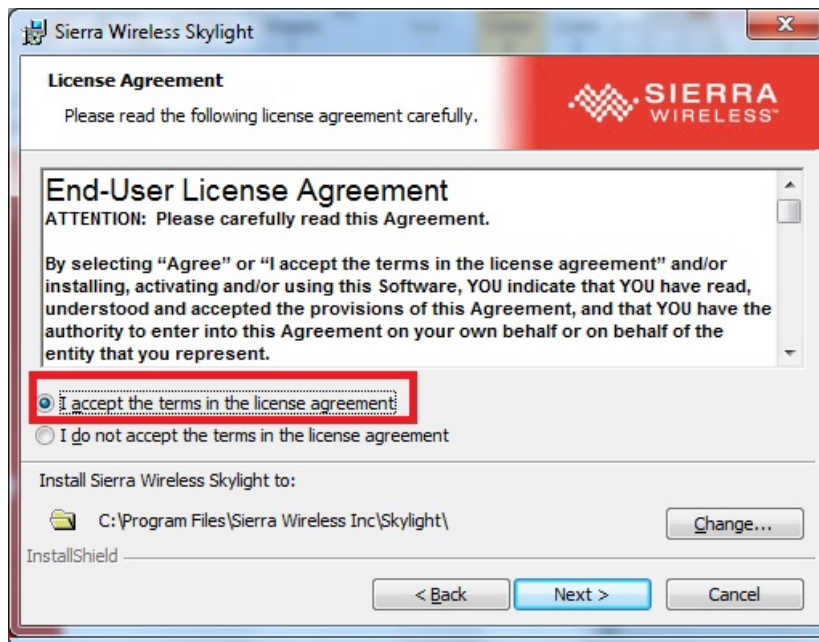 Sierra Wireless Skylight
License Agreement
Please read the following license agreement carefully.
SIERRA
WIRELESS™
End-User License Agreement
ATTENTION: Please carefully read this Agreement.
By selecting “Agree” or “I accept the terms in the license agreement” and/or
installing, activating and/or using this Software, YOU indicate that YOU have read,
understood and accepted the provisions of this Agreement, and that YOU have the
authority to enter into this Agreement on your own behalf or on behalf of the
entity that you represent.
I accept the terms in the license agreement
I do not accept the terms in the license agreement
Install Sierra Wireless Skylight to:
C:\Program Files\Sierra Wireless Inc\Skylight\
Change...
InstallShield
< Back
Next >
Cancel